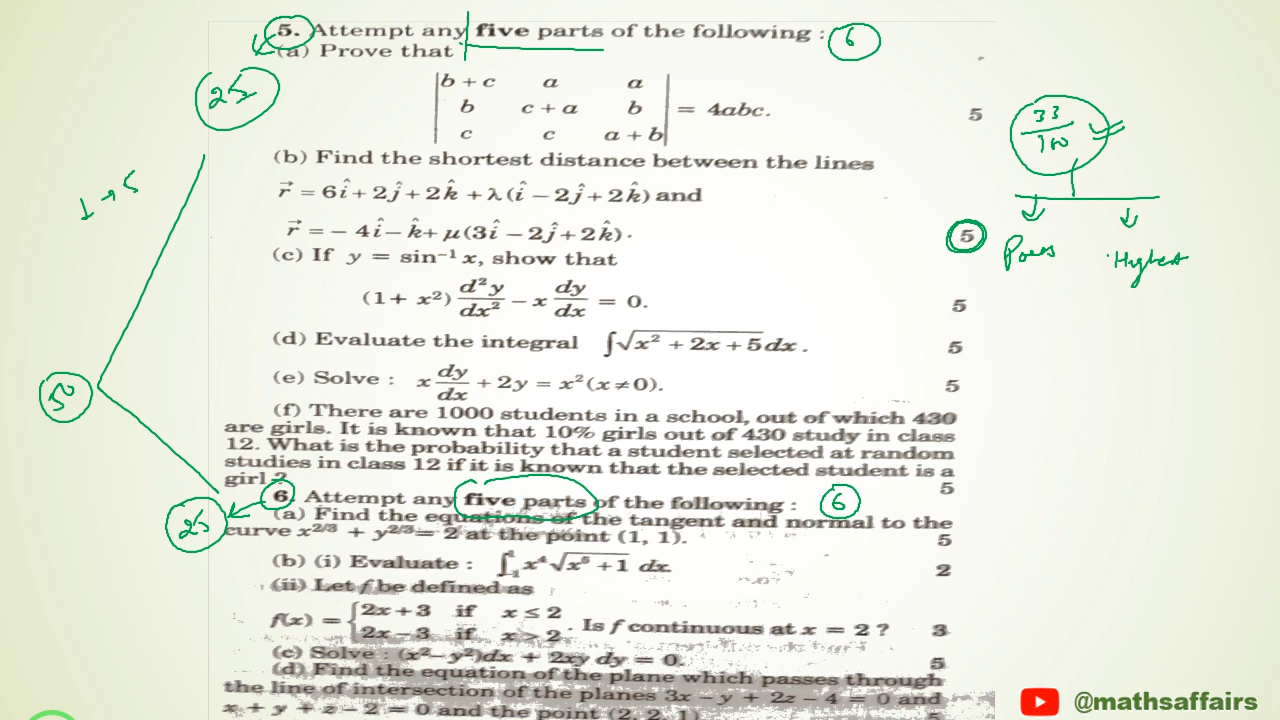 5. Attempt any five parts of the following : 6
(a) Prove that
25
|b + c a a|
|b c + a b| = 4abc. 5
|c c a + b|
33/100
(b) Find the shortest distance between the lines
r⃗ = 6î + 2ĵ + 2k̂ + λ(î − 2ĵ + 2k̂) and
1 → 5
r⃗ = − 4î − k̂ + μ(3î − 2ĵ + 2k̂). 5
Pass Highest
(c) If y = sin⁻¹ x, show that
(1 + x²) d²y/dx² − x dy/dx = 0. 5
(d) Evaluate the integral ∫√x² + 2x + 5 dx . 5
(e) Solve : x dy/dx + 2y = x² (x ≠ 0). 5
50
(f) There are 1000 students in a school, out of which 430
are girls. It is known that 10% girls out of 430 study in class
12. What is the probability that a student selected at random
studies in class 12 if it is known that the selected student is a
girl ? 5
6. Attempt any five parts of the following : 6
25
(a) Find the equations of the tangent and normal to the
curve x^2/3 + y^2/3 = 2 at the point (1, 1). 5
(b) (i) Evaluate : ∫₋₁¹ x⁴ √x⁵ + 1 dx 2
(ii) Let f be defined as
f(x) = {2x + 3 if x ≤ 2
{2x − 3 if x > 2 . Is f continuous at x = 2 ? 3
(c) Solve : (x² − y²)dx + 2xy dy = 0. 5
(d) Find the equation of the plane which passes through
the line of intersection of the planes 3x − y + 2z − 4 = 0 and
x + y + z − 2 = 0 and the point (2, 2, 1) 5
@mathsaffairs